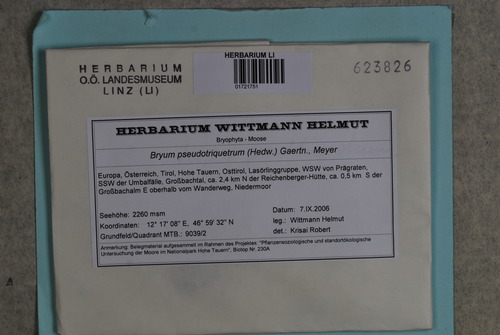 HERBARIUM
O.Ö. LANDESMUSEUM
LINZ (LI)
HERBARIUM LI
01721751
623826
HERBARIUM WITTMANN HELMUT
Bryophyta - Moose
Bryum pseudotriquetrum (Hedw.) Gaertn., Meyer
Europa, Österreich, Tirol, Hohe Tauern, Osttirol, Lasörlinggruppe, WSW von Prägraten,
SSW der Umbalfälle, Großbachtal, ca. 2,4 km N der Reichenberger-Hütte, ca. 0,5 km S der
Großbachalm E oberhalb vom Wanderweg, Niedermoor
Seehöhe: 2260 msm
Datum: 7.IX.2006
Koordinaten: 12° 17' 08" E, 46° 59' 32" N
leg.: Wittmann Helmut
Grundfeld/Quadrant MTB.: 9039/2
det.: Krisai Robert
Anmerkung: Belegmaterial aufgesammelt im Rahmen des Projektes "Pflanzensoziologische und standortökologische
Untersuchung der Moore im Nationalpark Hohe Tauern", Biotop Nr. 230A